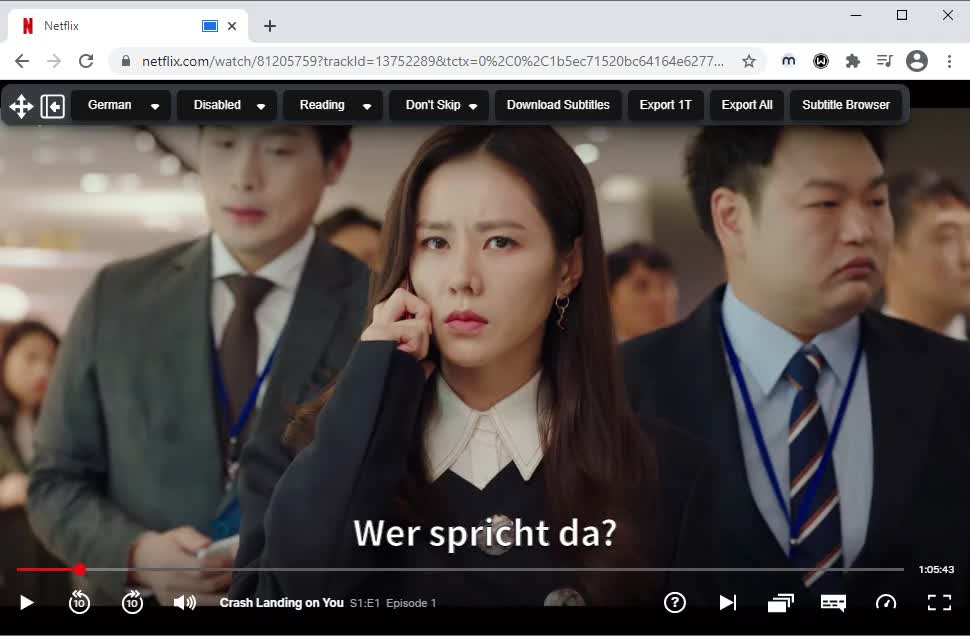 Netflix
netflix.com/watch/81205759?trackId=13752289&tctx=0%2C0%2C1b5ec71520bc64164e6277...
German Disabled Reading Don't Skip Download Subtitles Export 1T Export All Subtitle Browser
Wer spricht da?
1:05:43
10 10 Crash Landing on You S1:E1 Episode 1 ?